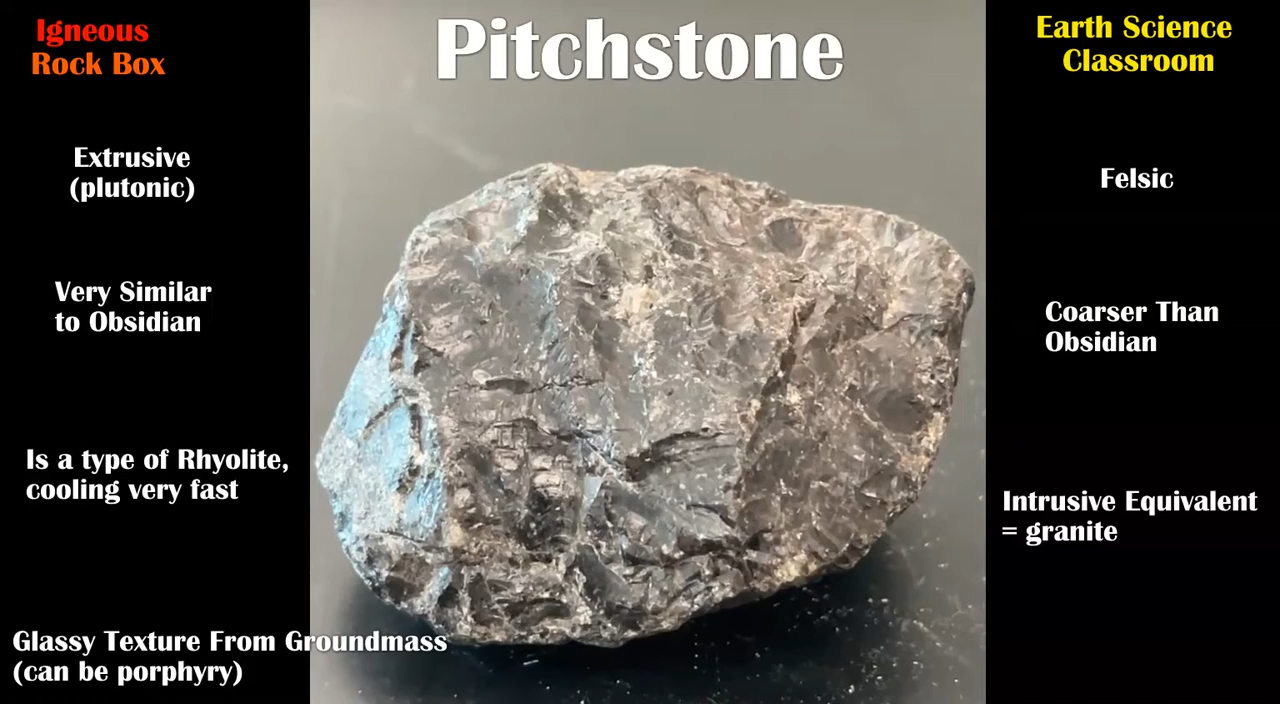 Igneous
Rock Box
Pitchstone
Earth Science
Classroom
Extrusive
(plutonic)
Felsic
Very Similar
to Obsidian
Coarser Than
Obsidian
Is a type of Rhyolite,
cooling very fast
Intrusive Equivalent
= granite
Glassy Texture From Groundmass
(can be porphyry)